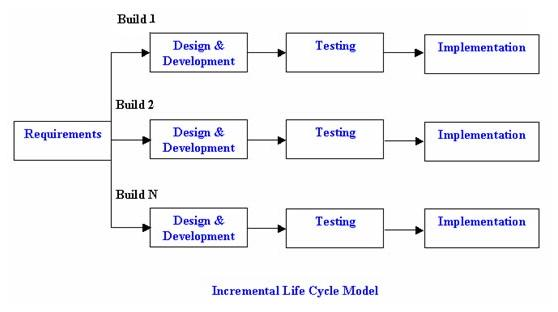 Build 1
Design &
Development
Testing
Implementation
Build 2
Requirements
Design &
Development
Testing
Implementation
Build N
Design &
Development
Testing
Implementation
Incremental Life Cycle Model